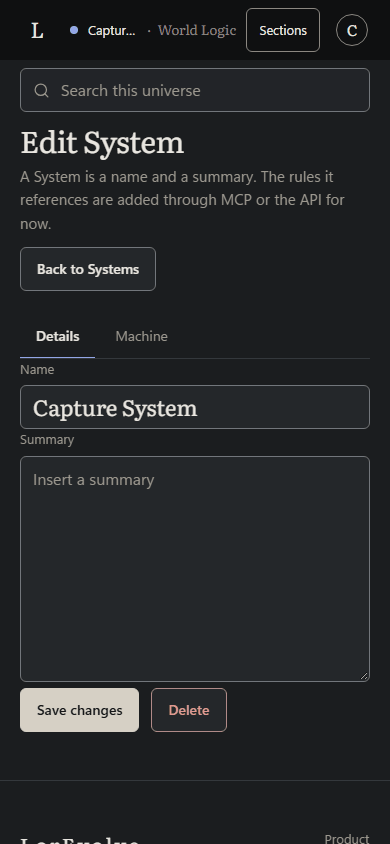 L
Captur... · World Logic
Sections
C
Search this universe
Edit System
A System is a name and a summary. The rules it
references are added through MCP or the API for
now.
Back to Systems
Details
Machine
Name
Capture System
Summary
Insert a summary
Save changes
Delete
Product